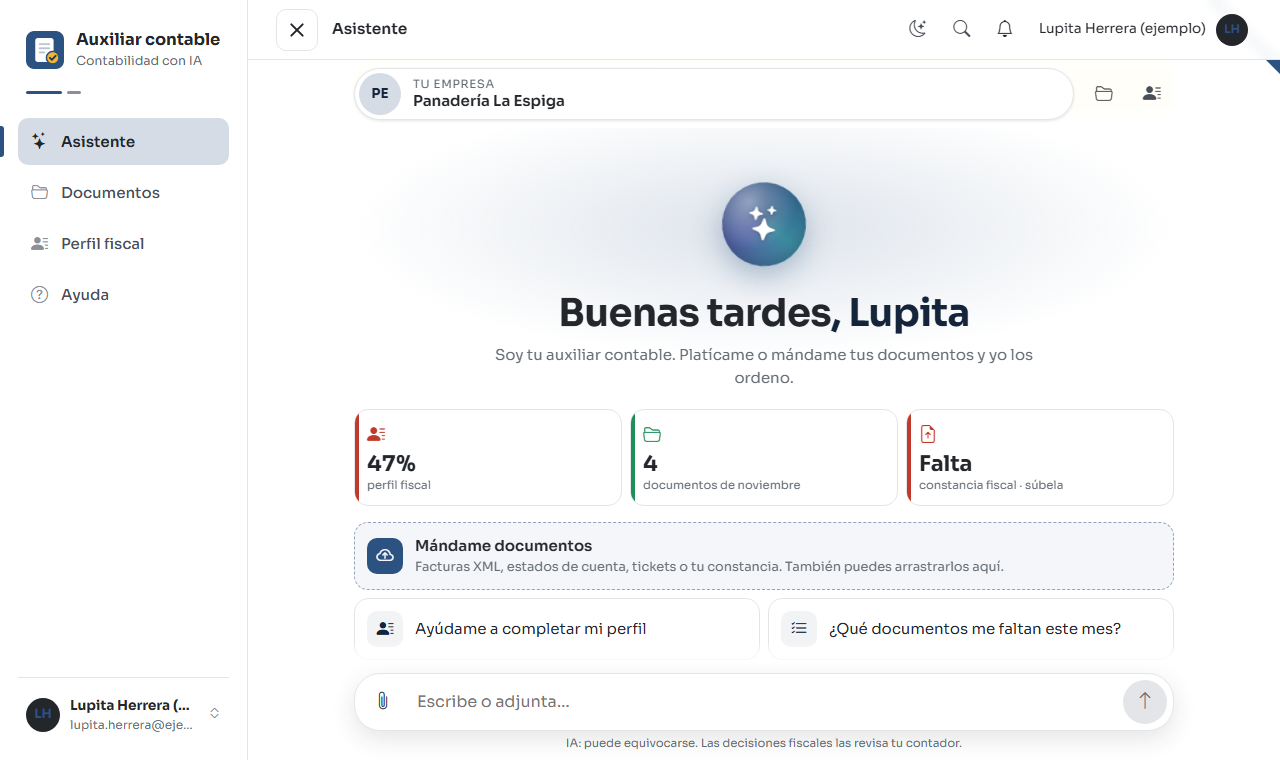 Auxiliar contable
Contabilidad con IA
Asistente
Documentos
Perfil fiscal
Ayuda
LH
Lupita Herrera (...
lupita.herrera@eje...
Asistente
Lupita Herrera (ejemplo)
LH
PE
TU EMPRESA
Panadería La Espiga
Buenas tardes, Lupita
Soy tu auxiliar contable. Platícame o mándame tus documentos y yo los
ordeno.
47%
perfil fiscal
4
documentos de noviembre
Falta
constancia fiscal · súbela
Mándame documentos
Facturas XML, estados de cuenta, tickets o tu constancia. También puedes arrastrarlos aquí.
Ayúdame a completar mi perfil
¿Qué documentos me faltan este mes?
Escribe o adjunta...
IA: puede equivocarse. Las decisiones fiscales las revisa tu contador.